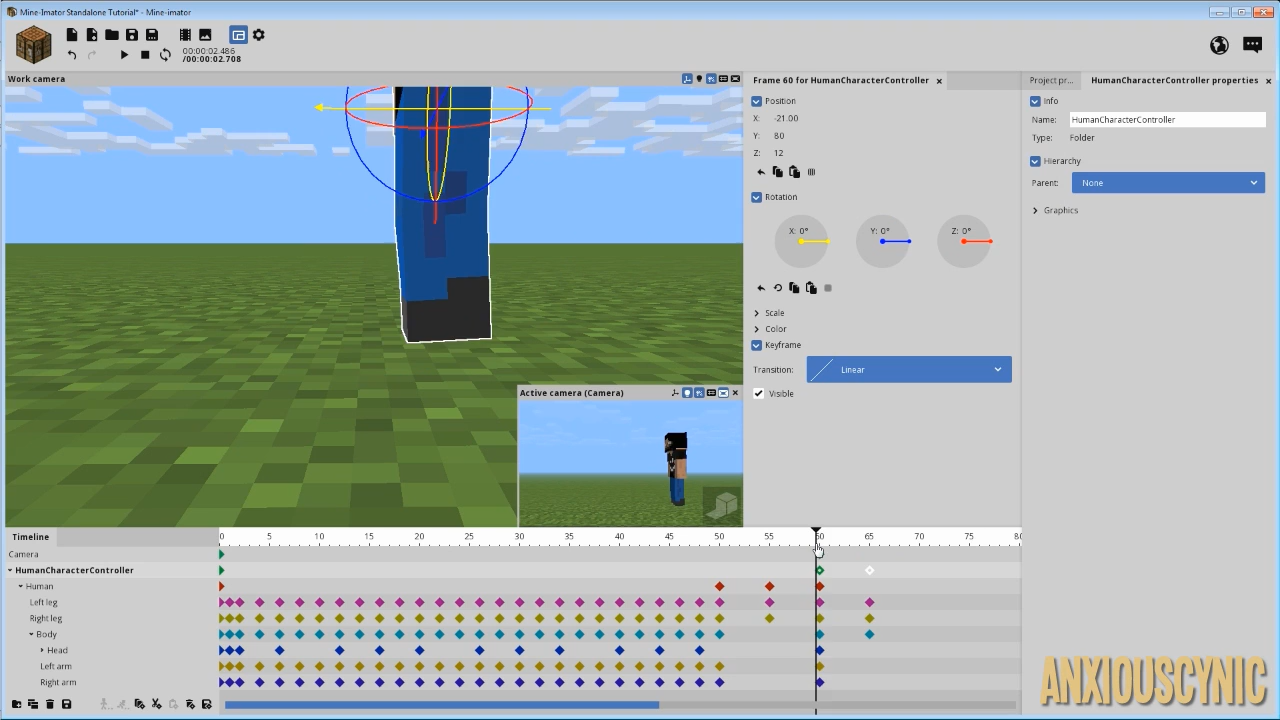 Mine-Imator Standalone Tutorial* - Mine-imator
00:00:02.486
/00:00:02.708
Work camera
Frame 60 for HumanCharacterController
Position
X: -21.00
Y: 80
Z: 12
Rotation
X: 0° Y: 0° Z: 0°
Scale
Color
Keyframe
Transition: Linear
Visible
Project pr... HumanCharacterController properties
Info
Name: HumanCharacterController
Type: Folder
Hierarchy
Parent: None
Graphics
Active camera (Camera)
Timeline
0 5 10 15 20 25 30 35 40 45 50 55 60 65 70 75 80
Camera
HumanCharacterController
Human
Left leg
Right leg
Body
Head
Left arm
Right arm
ANXIOUSCYNIC